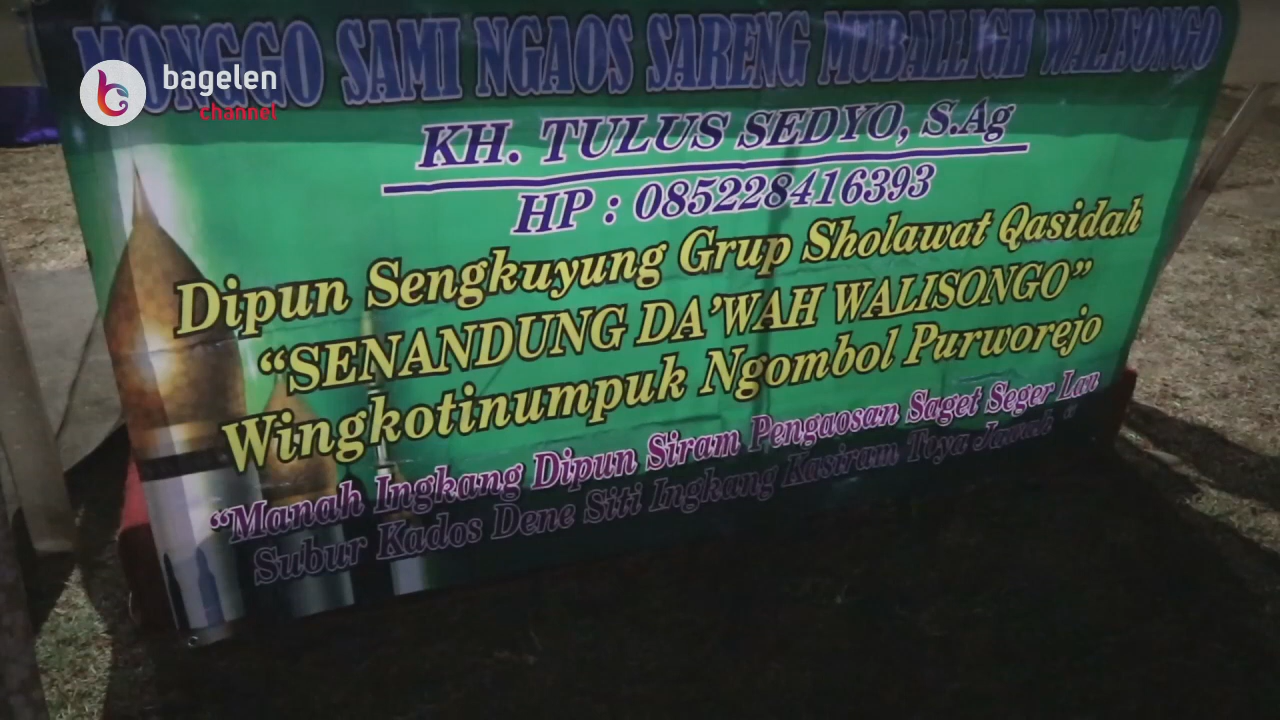 MONGGO SAMI NGAOS SARENG MUBALLIGH WALISONGO
bagelen
channel
KH. TULUS SEDYO, S.Ag
HP : 085228416393
Dipun Sengkuyung Grup Sholawat Qasidah
“SENANDUNG DA'WAH WALISONGO”
Wingkotinumpuk Ngombol Purworejo
“Manah Ingkang Dipun Siram Pengaosan Saget Seger Lan
Subur Kados Dene Siti Ingkang Kasiram Toya Jawah “